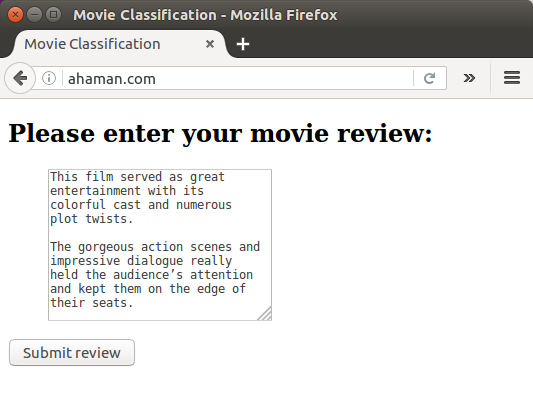 Movie Classification - Mozilla Firefox
Movie Classification
ahaman.com
Please enter your movie review:
This film served as great
entertainment with its
colorful cast and numerous
plot twists.
The gorgeous action scenes and
impressive dialogue really
held the audience’s attention
and kept them on the edge of
their seats.
Submit review